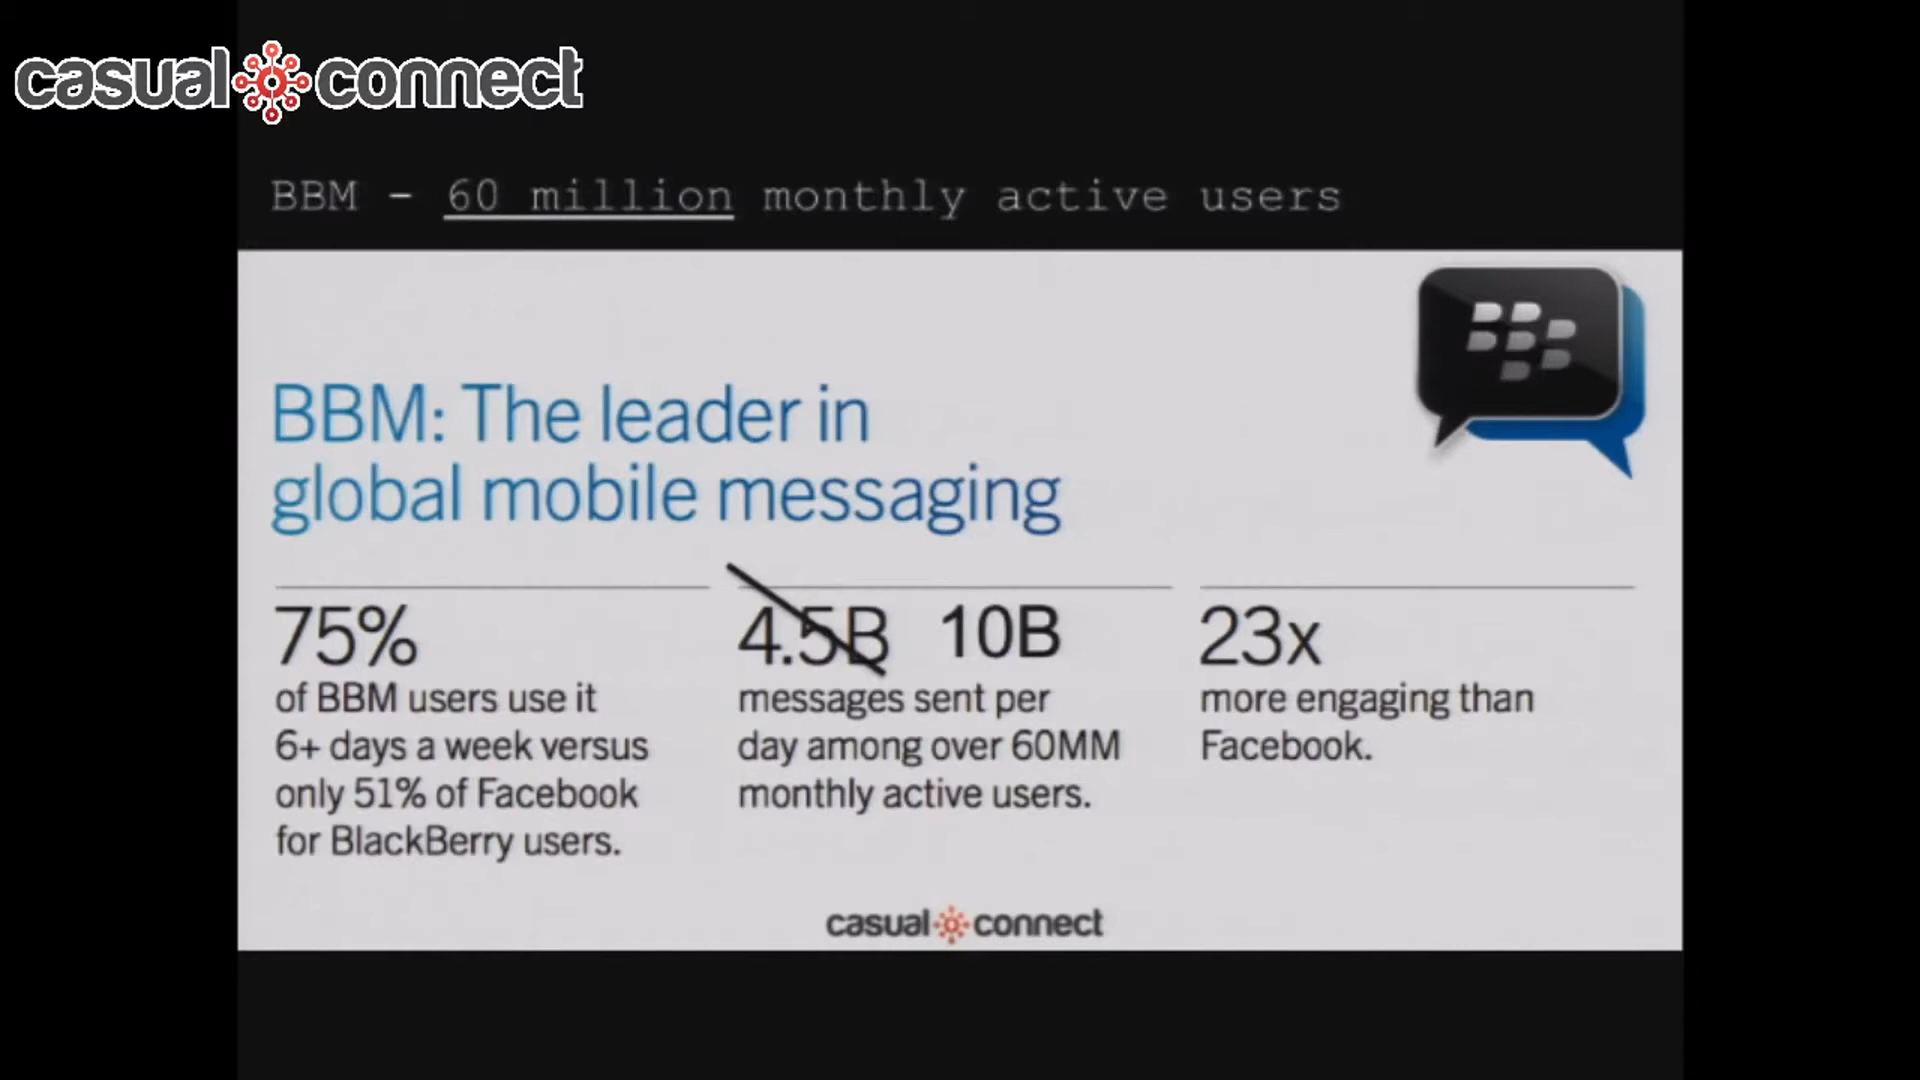 casual connect
BBM - 60 million monthly active users
BBM: The leader in
global mobile messaging
75%
of BBM users use it
6+ days a week versus
only 51% of Facebook
for BlackBerry users.
4.5B 10B
messages sent per
day among over 60MM
monthly active users.
23x
more engaging than
Facebook.
casual connect